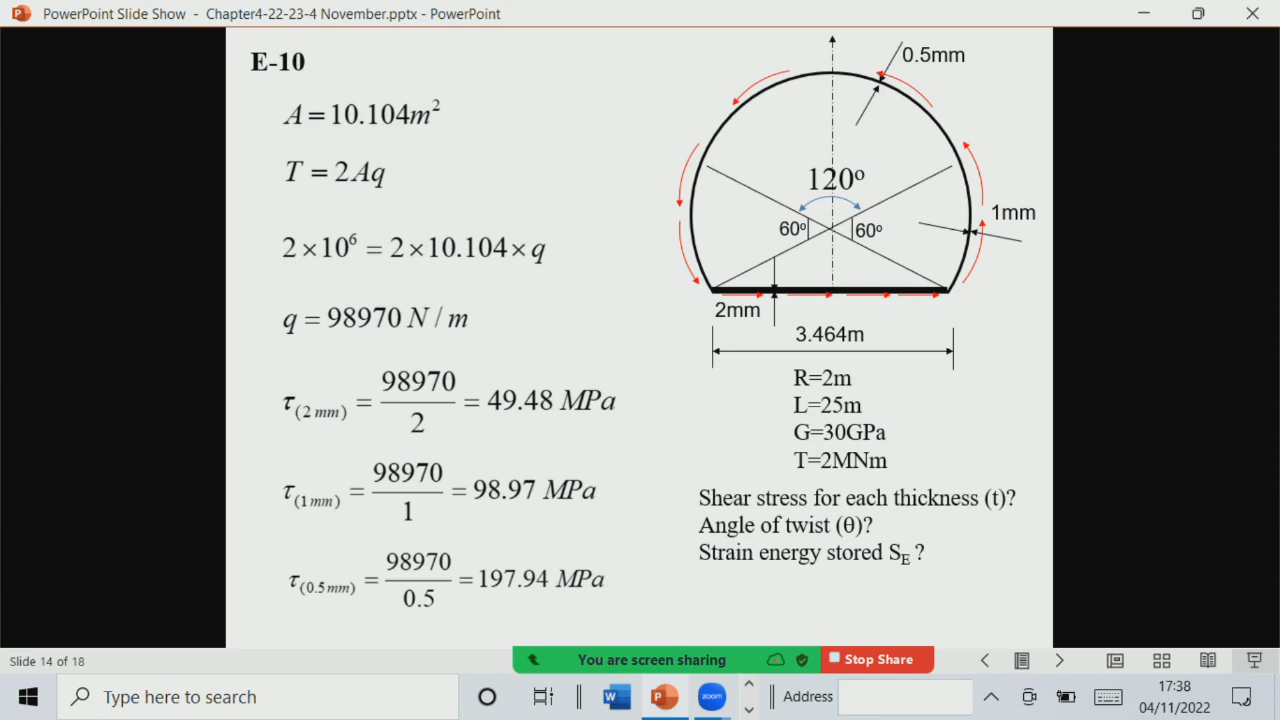 PowerPoint Slide Show - Chapter4-22-23-4 November.pptx - PowerPoint
E-10
A = 10.104m²
T = 2Aq
2 × 10⁶ = 2 × 10.104 × q
q = 98970 N / m
τ(2 mm) = 98970 / 2 = 49.48 MPa
τ(1 mm) = 98970 / 1 = 98.97 MPa
τ(0.5 mm) = 98970 / 0.5 = 197.94 MPa
0.5mm
120º
60º
60º
1mm
2mm
3.464m
R=2m
L=25m
G=30GPa
T=2MNm
Shear stress for each thickness (t)?
Angle of twist (θ)?
Strain energy stored S_E ?
Slide 14 of 18
You are screen sharing
Stop Share
Type here to search
W
P
zoom
Address
17:38
04/11/2022